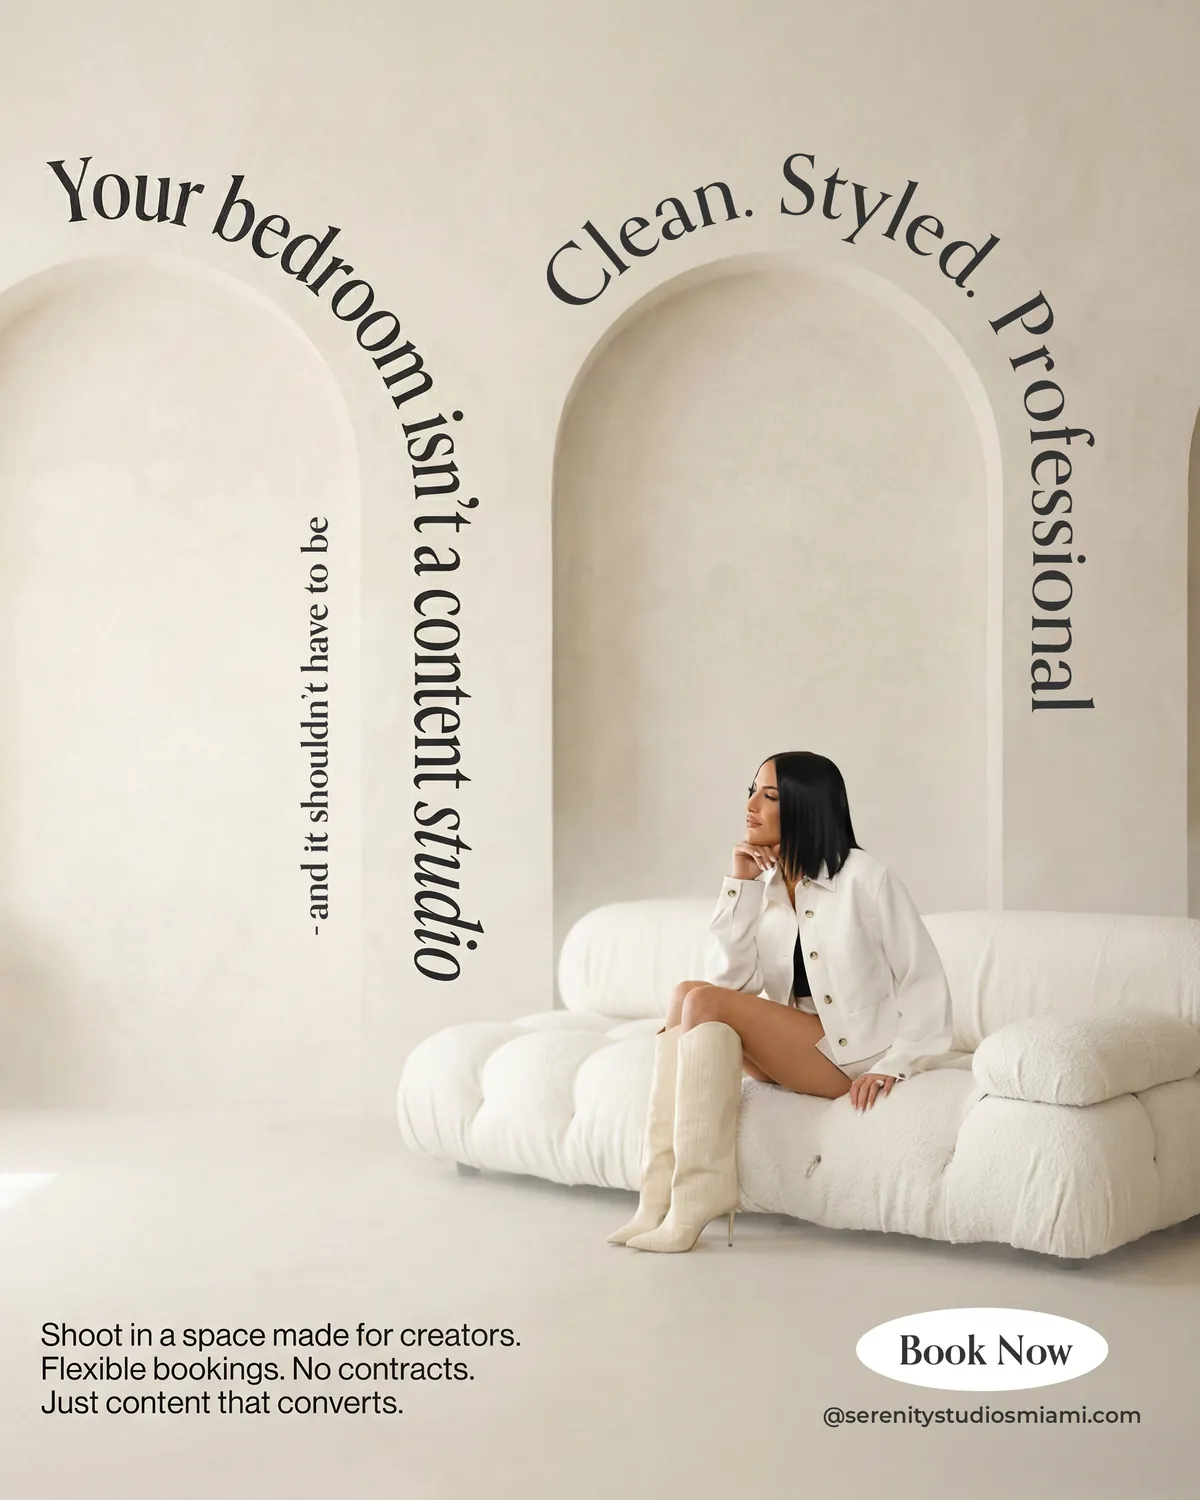 Your bedroom isn't a content studio
- and it shouldn't have to be
Clean. Styled. Professional
Shoot in a space made for creators.
Flexible bookings. No contracts.
Just content that converts.
Book Now
@serenitystudiosmiami.com